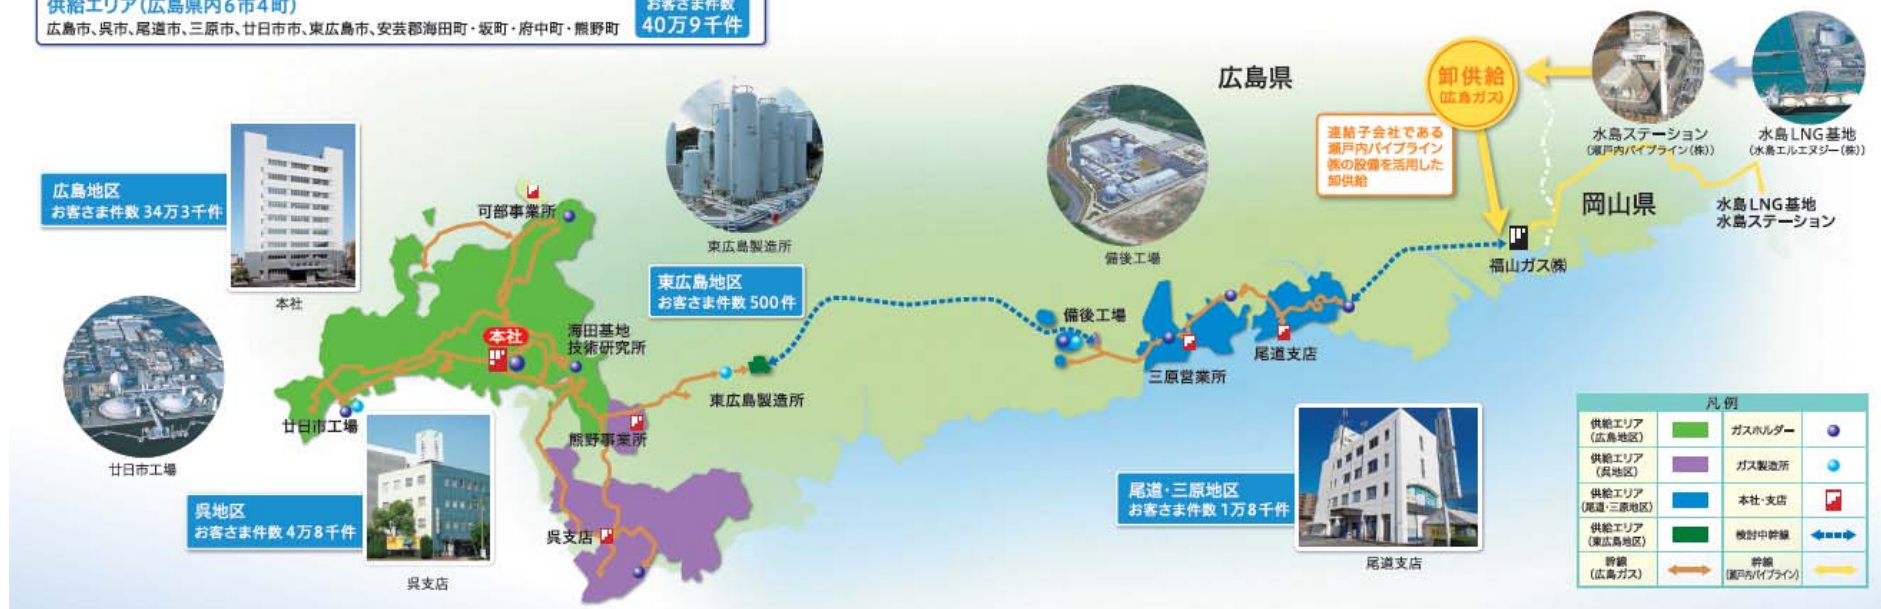 供給エリア(広島県内6市4町)
広島市、呉市、尾道市、三原市、廿日市市、東広島市、安芸郡海田町・坂町・府中町・熊野町
お客さま件数
40万9千件
広島県
卸供給
(広島ガス)
連結子会社である
瀬戸内パイプライン
㈱の設備を活用した
卸供給
水島ステーション
(瀬戸内パイプライン(株))
水島LNG基地
(水島エルエヌジー(株))
岡山県
水島LNG基地
水島ステーション
福山ガス㈱
広島地区
お客さま件数 34万3千件
本社
可部事業所
東広島製造所
備後工場
東広島地区
お客さま件数 500件
本社
海田基地
技術研究所
備後工場
三原営業所
尾道支店
東広島製造所
廿日市工場
廿日市工場
熊野事業所
呉地区
お客さま件数 4万8千件
呉支店
呉支店
尾道・三原地区
お客さま件数 1万8千件
尾道支店
凡例
供給エリア
(広島地区)
ガスホルダー
供給エリア
(呉地区)
ガス製造所
供給エリア
(尾道・三原地区)
本社・支店
供給エリア
(東広島地区)
検討中幹線
幹線
(広島ガス)
幹線
(瀬戸内パイプライン)